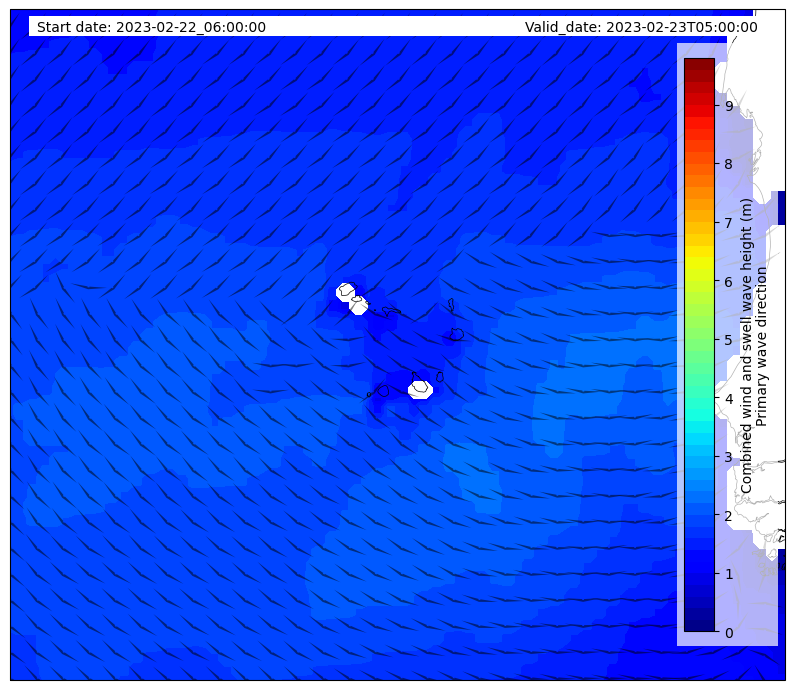 Start date: 2023-02-22_06:00:00
Valid_date: 2023-02-23T05:00:00
9
8
7
6
5
4
3
2
1
0
Combined wind and swell wave height (m)
Primary wave direction